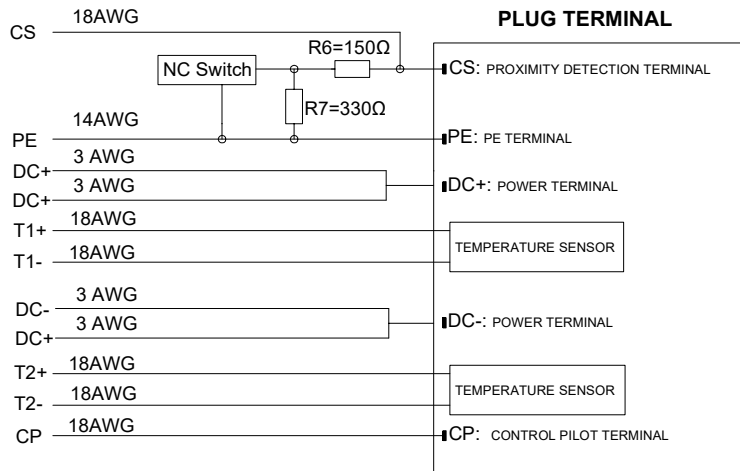 PLUG TERMINAL
CS 18AWG
R6=150Ω
NC Switch
CS: PROXIMITY DETECTION TERMINAL
R7=330Ω
PE 14AWG
PE: PE TERMINAL
DC+ 3 AWG
DC+ 3 AWG
DC+: POWER TERMINAL
T1+ 18AWG
TEMPERATURE SENSOR
T1- 18AWG
DC- 3 AWG
DC+ 3 AWG
DC-: POWER TERMINAL
T2+ 18AWG
TEMPERATURE SENSOR
T2- 18AWG
CP 18AWG
CP: CONTROL PILOT TERMINAL